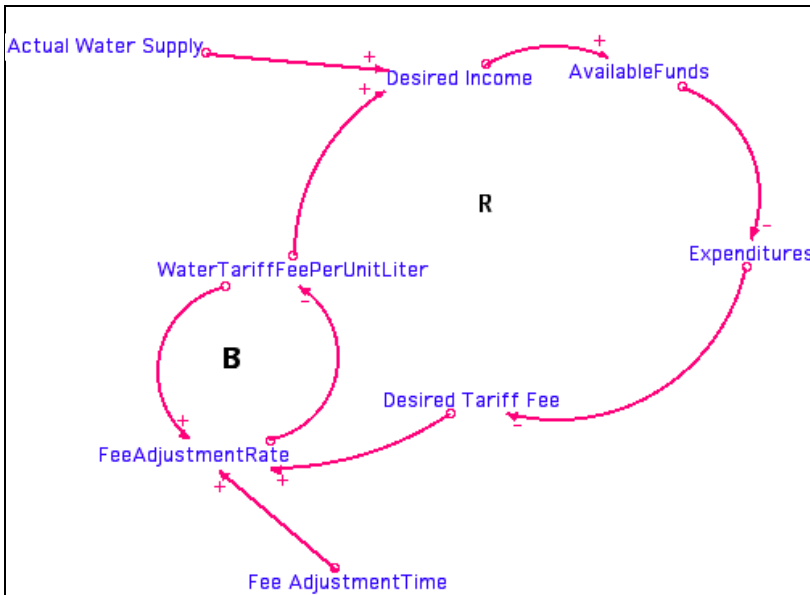 Actual Water Supply
+
+
Desired Income
+
AvailableFunds
R
-
Expenditures
WaterTariffFeePerUnitLiter
-
B
Desired Tariff Fee
-
+
FeeAdjustmentRate
+
+
Fee AdjustmentTime